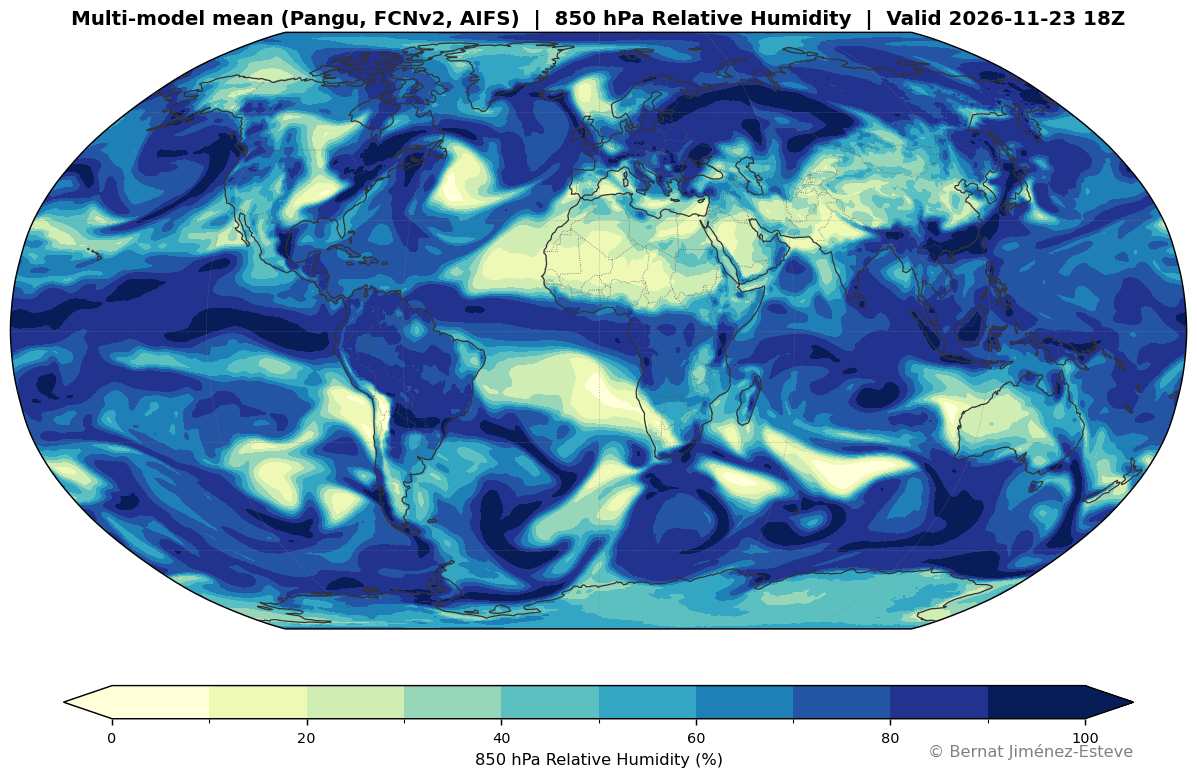 Multi-model mean (Pangu, FCNv2, AIFS)  |  850 hPa Relative Humidity  |  Valid 2026-11-23 18Z
0 20 40 60 80 100
850 hPa Relative Humidity (%)
© Bernat Jiménez-Esteve